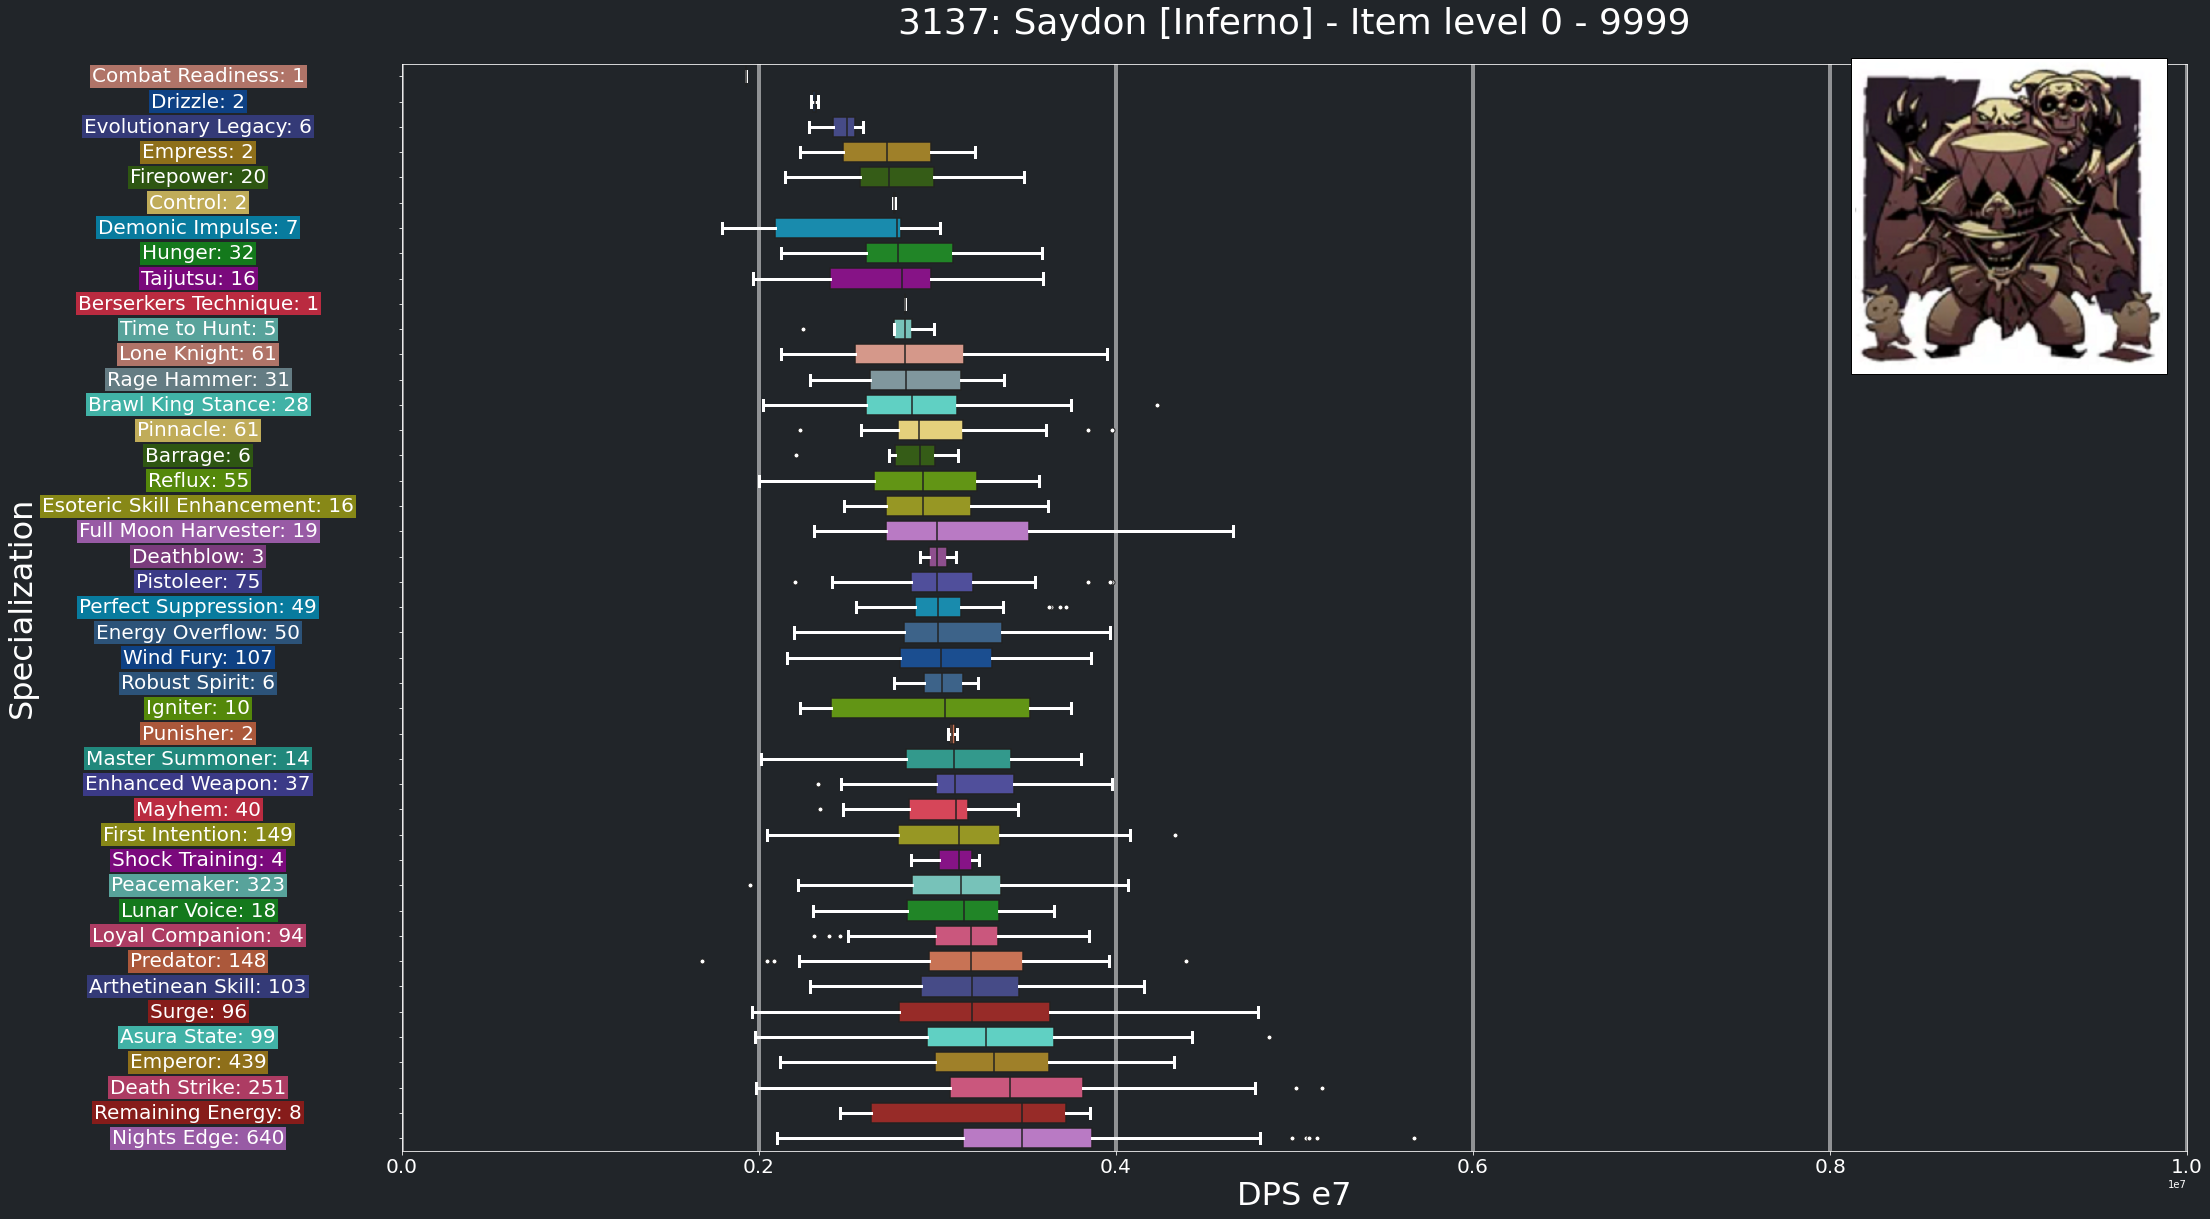 3137: Saydon [Inferno] - Item level 0 - 9999
Specialization
Combat Readiness: 1
Drizzle: 2
Evolutionary Legacy: 6
Empress: 2
Firepower: 20
Control: 2
Demonic Impulse: 7
Hunger: 32
Taijutsu: 16
Berserkers Technique: 1
Time to Hunt: 5
Lone Knight: 61
Rage Hammer: 31
Brawl King Stance: 28
Pinnacle: 61
Barrage: 6
Reflux: 55
Esoteric Skill Enhancement: 16
Full Moon Harvester: 19
Deathblow: 3
Pistoleer: 75
Perfect Suppression: 49
Energy Overflow: 50
Wind Fury: 107
Robust Spirit: 6
Igniter: 10
Punisher: 2
Master Summoner: 14
Enhanced Weapon: 37
Mayhem: 40
First Intention: 149
Shock Training: 4
Peacemaker: 323
Lunar Voice: 18
Loyal Companion: 94
Predator: 148
Arthetinean Skill: 103
Surge: 96
Asura State: 99
Emperor: 439
Death Strike: 251
Remaining Energy: 8
Nights Edge: 640
0.0 0.2 0.4 0.6 0.8 1.0
1e7
DPS e7